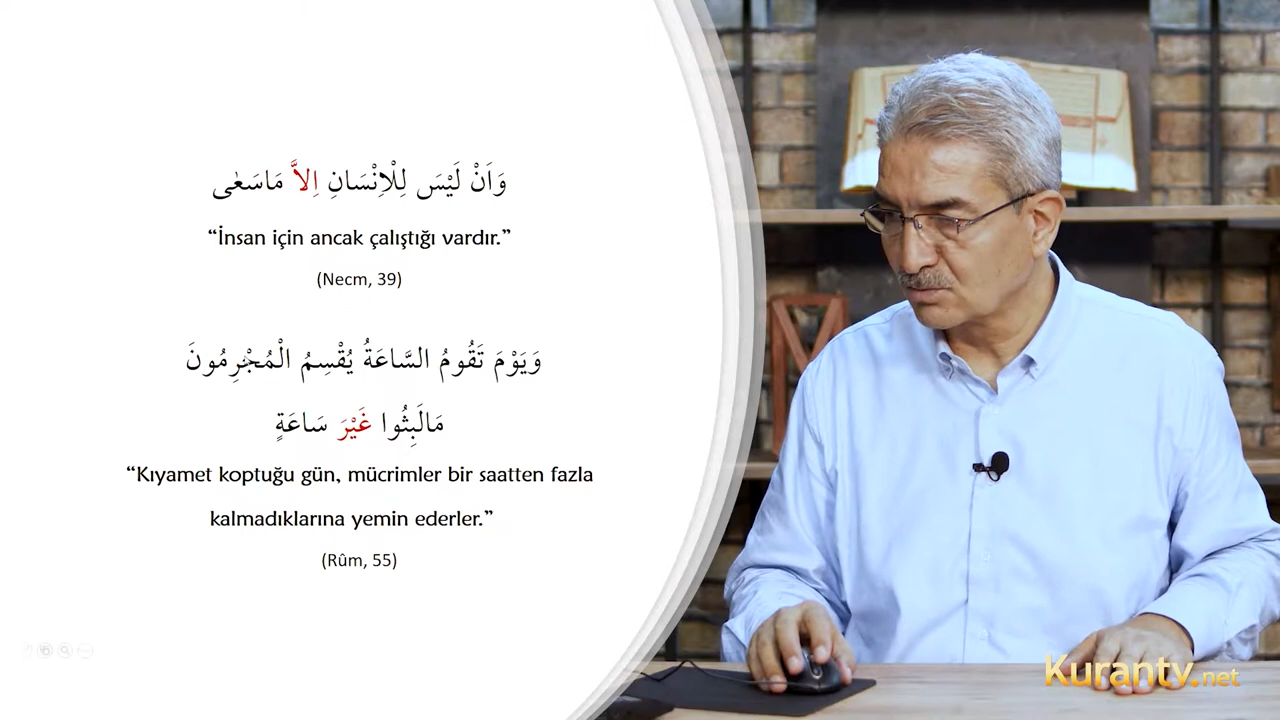 وَاَنْ لَيْسَ لِلْاِنْسَانِ اِلاَّ مَاسَعٰى
“İnsan için ancak çalıştığı vardır.”
(Necm, 39)
وَيَوْمَ تَقُومُ السَّاعَةُ يُقْسِمُ الْمُجْرِمُونَ
مَالَبِثُوا غَيْرَ سَاعَةٍ
“Kıyamet koptuğu gün, mücrimler bir saatten fazla
kalmadıklarına yemin ederler.”
(Rûm, 55)
Kurantv.net